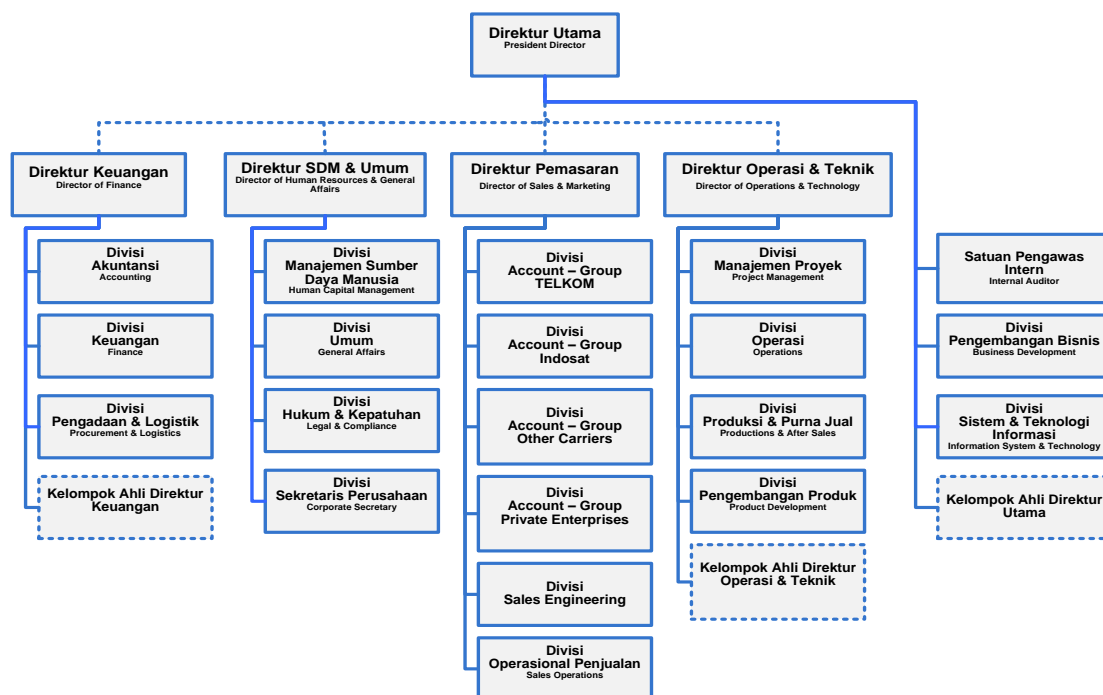 Direktur Utama
President Director
Direktur Keuangan
Director of Finance
Direktur SDM & Umum
Director of Human Resources & General
Affairs
Direktur Pemasaran
Director of Sales & Marketing
Direktur Operasi & Teknik
Director of Operations & Technology
Divisi
Akuntansi
Accounting
Divisi
Keuangan
Finance
Divisi
Pengadaan & Logistik
Procurement & Logistics
Kelompok Ahli Direktur
Keuangan
Divisi
Manajemen Sumber
Daya Manusia
Human Capital Management
Divisi
Umum
General Affairs
Divisi
Hukum & Kepatuhan
Legal & Compliance
Divisi
Sekretaris Perusahaan
Corporate Secretary
Divisi
Account – Group
TELKOM
Divisi
Account – Group
Indosat
Divisi
Account – Group
Other Carriers
Divisi
Account – Group
Private Enterprises
Divisi
Sales Engineering
Divisi
Operasional Penjualan
Sales Operations
Divisi
Manajemen Proyek
Project Management
Divisi
Operasi
Operations
Divisi
Produksi & Purna Jual
Productions & After Sales
Divisi
Pengembangan Produk
Product Development
Kelompok Ahli Direktur
Operasi & Teknik
Satuan Pengawas
Intern
Internal Auditor
Divisi
Pengembangan Bisnis
Business Development
Divisi
Sistem & Teknologi
Informasi
Information System & Technology
Kelompok Ahli Direktur
Utama